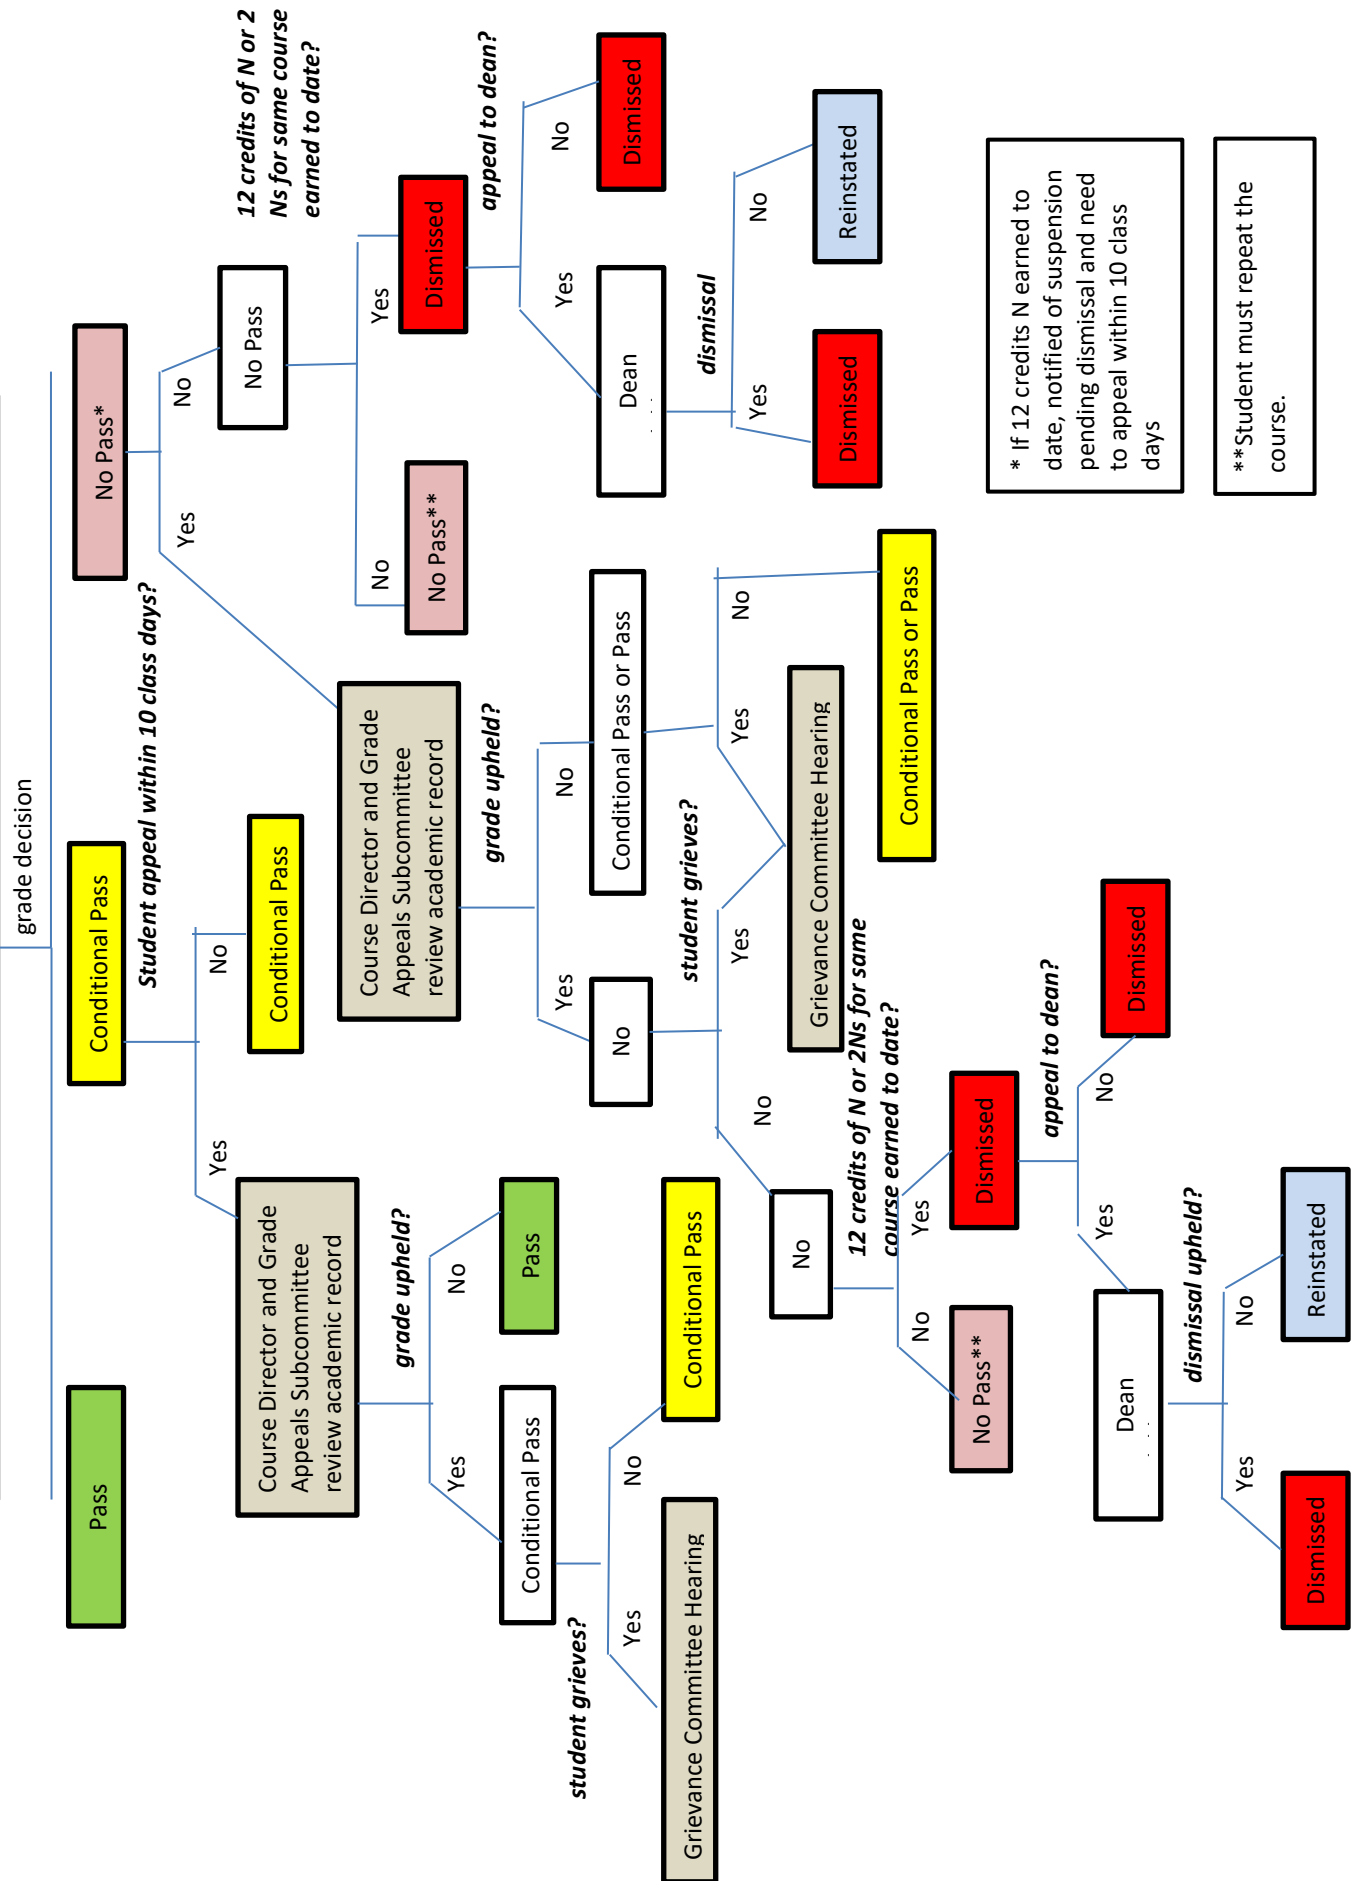 grade decision
Pass
Conditional Pass
No Pass*
Student appeal within 10 class days?
Yes
No
Yes
No
Course Director and Grade
Appeals Subcommittee
review academic record
Conditional Pass
No Pass
12 credits of N or 2
Ns for same course
earned to date?
grade upheld?
Yes
No
Course Director and Grade
Appeals Subcommittee
review academic record
No
Yes
No Pass**
Dismissed
Conditional Pass
Pass
grade upheld?
Yes
No
appeal to dean?
Yes
No
student grieves?
Yes
No
No
Conditional Pass or Pass
Dean
Dismissed
Grievance Committee Hearing
Conditional Pass
student grieves?
No
Yes
Yes
No
dismissal
Yes
No
No
Grievance Committee Hearing
Conditional Pass or Pass
Dismissed
Reinstated
12 credits of N or 2Ns for same
course earned to date?
No
Yes
No Pass**
Dismissed
appeal to dean?
Yes
No
Dean
Dismissed
dismissal upheld?
Yes
No
Dismissed
Reinstated
* If 12 credits N earned to
date, notified of suspension
pending dismissal and need
to appeal within 10 class
days
**Student must repeat the
course.